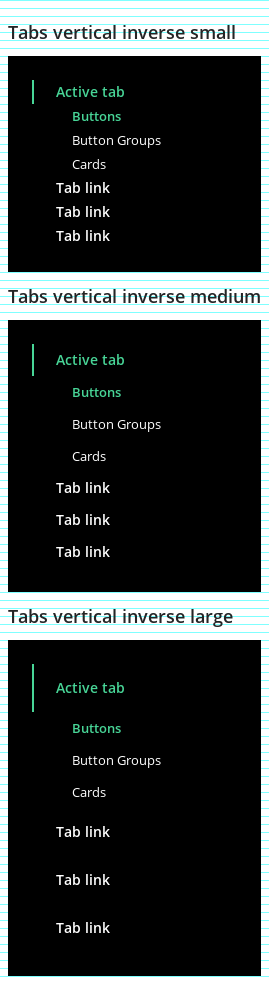 Tabs vertical inverse small
Active tab
Buttons
Button Groups
Cards
Tab link
Tab link
Tab link
Tabs vertical inverse medium
Active tab
Buttons
Button Groups
Cards
Tab link
Tab link
Tab link
Tabs vertical inverse large
Active tab
Buttons
Button Groups
Cards
Tab link
Tab link
Tab link